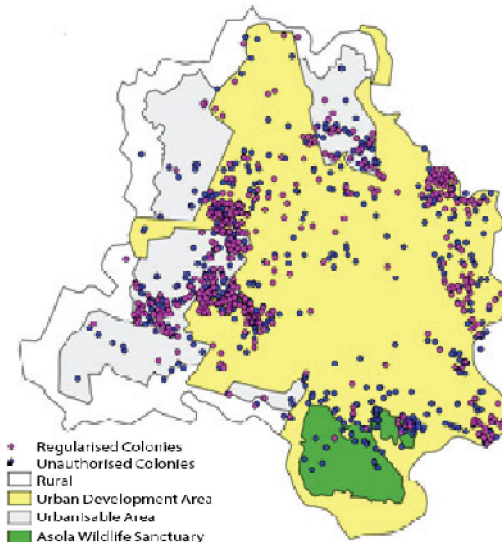 Regularised Colonies
Unauthorised Colonies
Rural
Urban Development Area
Urbanisable Area
Asola Wildlife Sanctuary